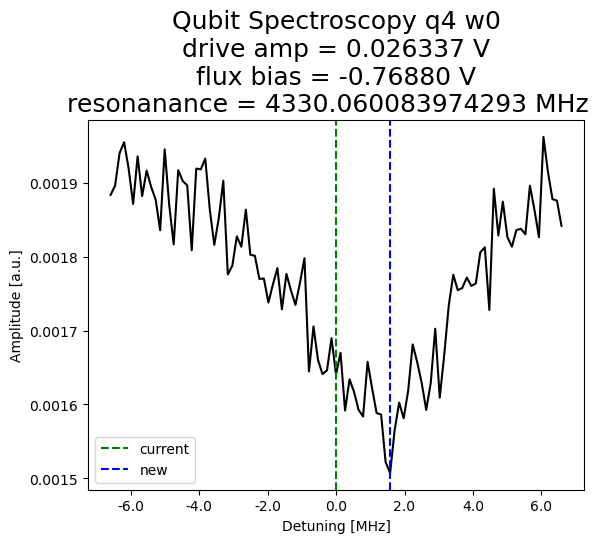 Qubit Spectroscopy q4 w0
drive amp = 0.026337 V
flux bias = -0.76880 V
resonanance = 4330.060083974293 MHz
0.0019
0.0018
0.0017
0.0016
0.0015
Amplitude [a.u.]
current
new
-6.0 -4.0 -2.0 0.0 2.0 4.0 6.0
Detuning [MHz]